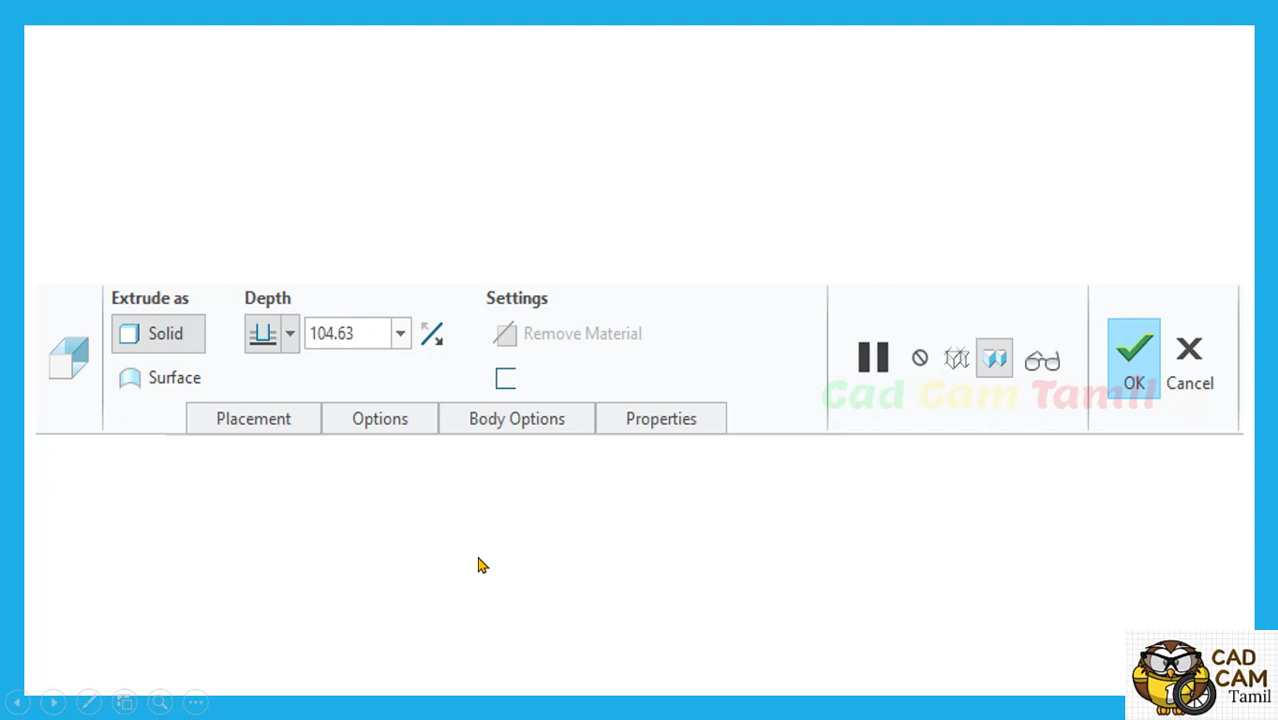 Extrude as
Depth
Settings
Solid
104.63
Remove Material
Surface
OK
Cancel
Cad Cam Tamil
Placement
Options
Body Options
Properties
CAD
CAM
Tamil